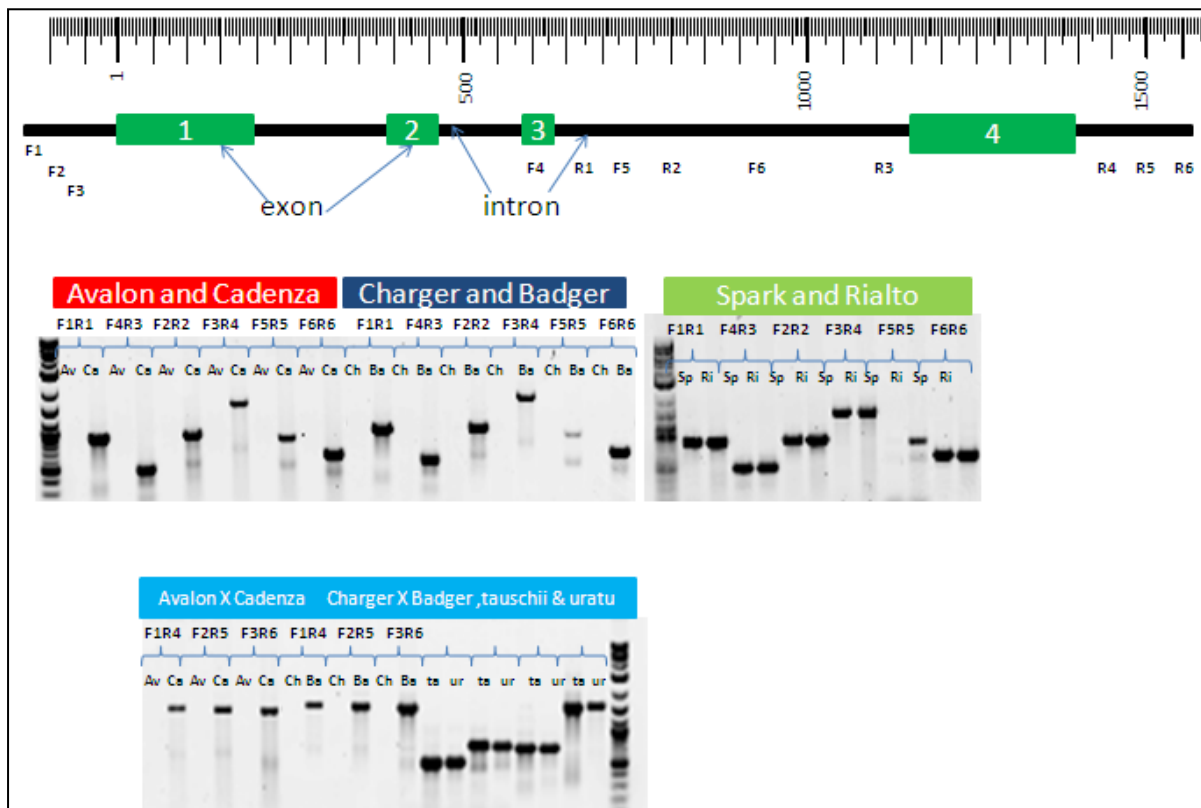 1 500 1000 1500
1 2 3 4
F1 F4 R1 F5 R2 F6 R3 R4 R5 R6
F2
F3
exon intron
Avalon and Cadenza Charger and Badger Spark and Rialto
F1R1 F4R3 F2R2 F3R4 F5R5 F6R6 F1R1 F4R3 F2R2 F3R4 F5R5 F6R6 F1R1 F4R3 F2R2 F3R4 F5R5 F6R6
Av Ca Av Ca Av Ca Av Ca Av Ca Av Ca Ch Ba Ch Ba Ch Ba Ch Ba Ch Ba Ch Ba Sp Ri Sp Ri Sp Ri Sp Ri Sp Ri Sp Ri
Avalon X Cadenza Charger X Badger ,tauschii & uratu
F1R4 F2R5 F3R6 F1R4 F2R5 F3R6
Av Ca Av Ca Av Ca Ch Ba Ch Ba Ch Ba ta ur ta ur ta ur ta ur